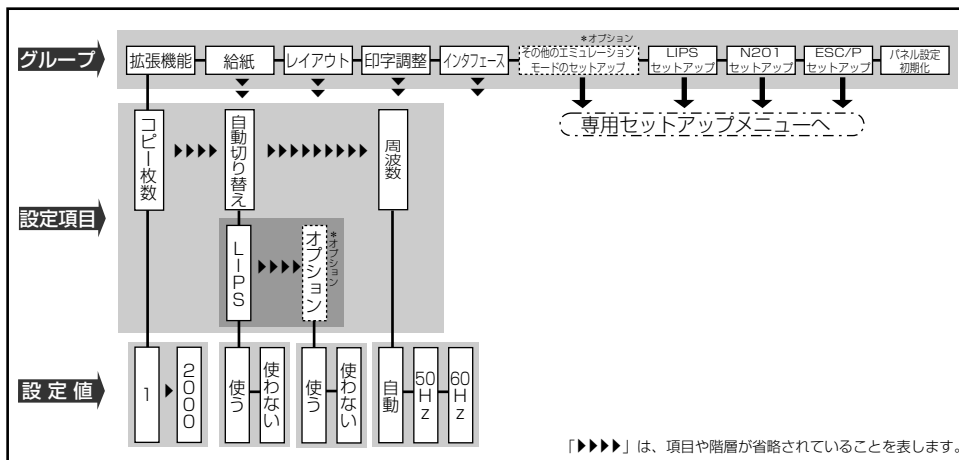 グループ
拡張機能
給紙
レイアウト
印字調整
インタフェース
*オプション
その他のエミュレーション
モードのセットアップ
LIPS
セットアップ
N201
セットアップ
ESC/P
セットアップ
パネル設定
初期化
専用セットアップメニューへ
設定項目
コピー枚数
自動切り替え
周波数
LIPS
オプション
*オプション
設定値
1
2000
使う
使わない
使う
使わない
自動
50Hz
60Hz
「▶▶▶▶」は、項目や階層が省略されていることを表します。